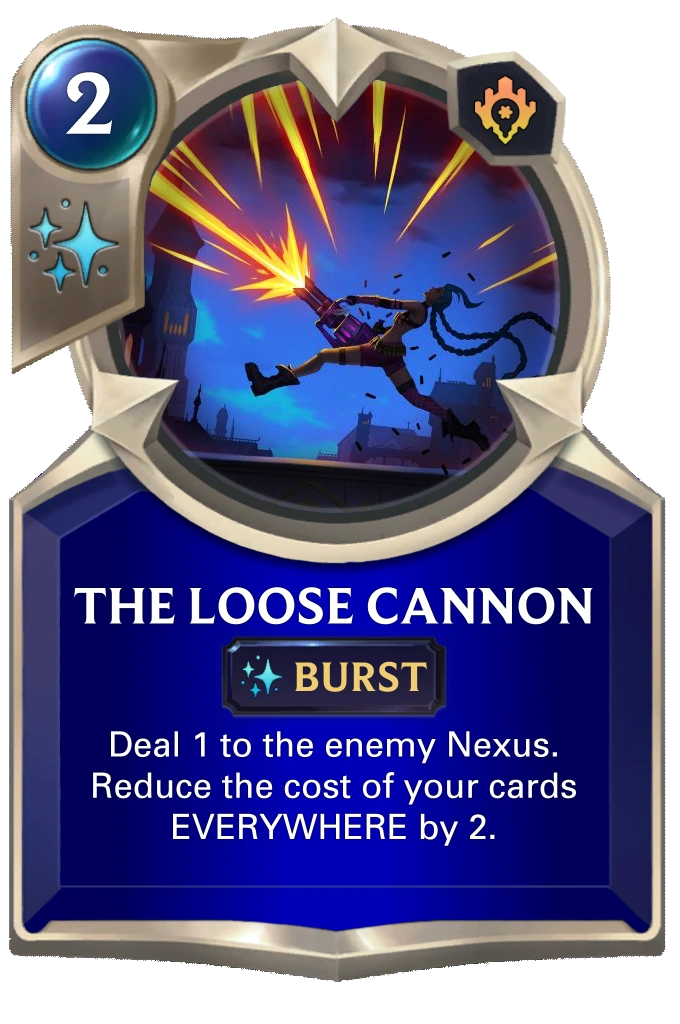 2
THE LOOSE CANNON
BURST
Deal 1 to the enemy Nexus.
Reduce the cost of your cards
EVERYWHERE by 2.